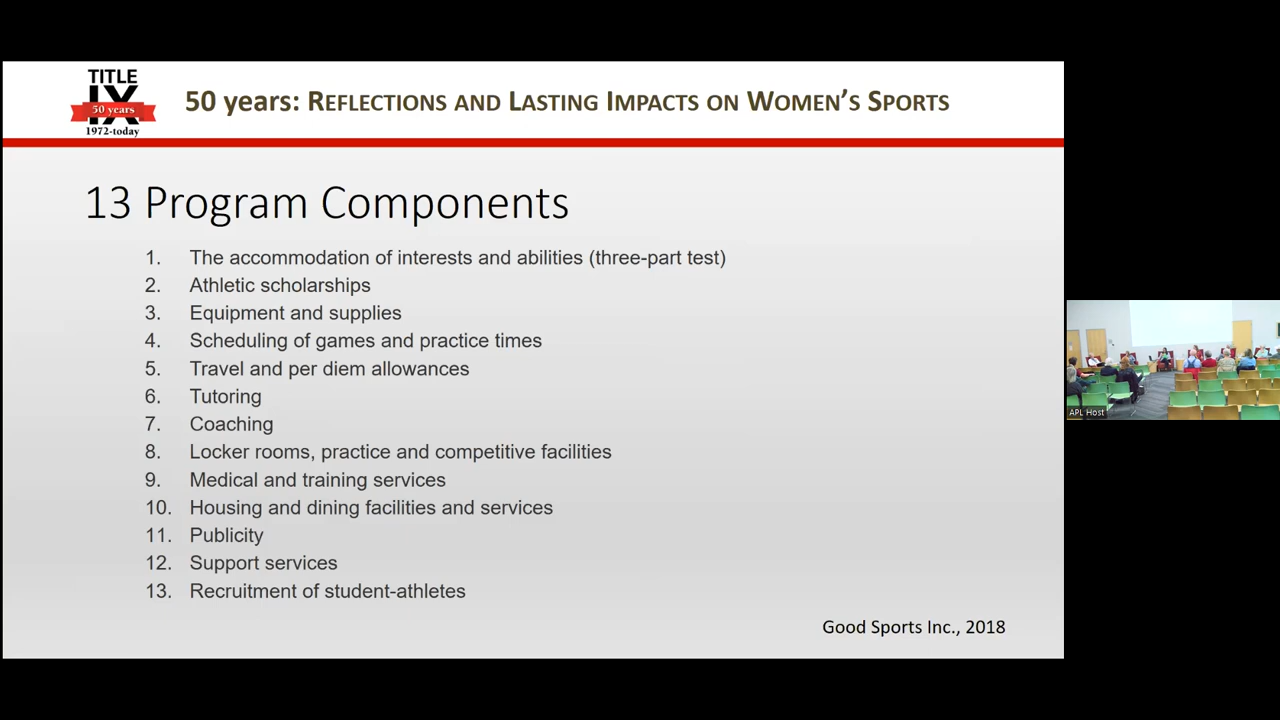 TITLE
IX
50 years
1972-today
50 years: REFLECTIONS AND LASTING IMPACTS ON WOMEN'S SPORTS
13 Program Components
1. The accommodation of interests and abilities (three-part test)
2. Athletic scholarships
3. Equipment and supplies
4. Scheduling of games and practice times
5. Travel and per diem allowances
6. Tutoring
7. Coaching
8. Locker rooms, practice and competitive facilities
9. Medical and training services
10. Housing and dining facilities and services
11. Publicity
12. Support services
13. Recruitment of student-athletes
Good Sports Inc., 2018
APL Host